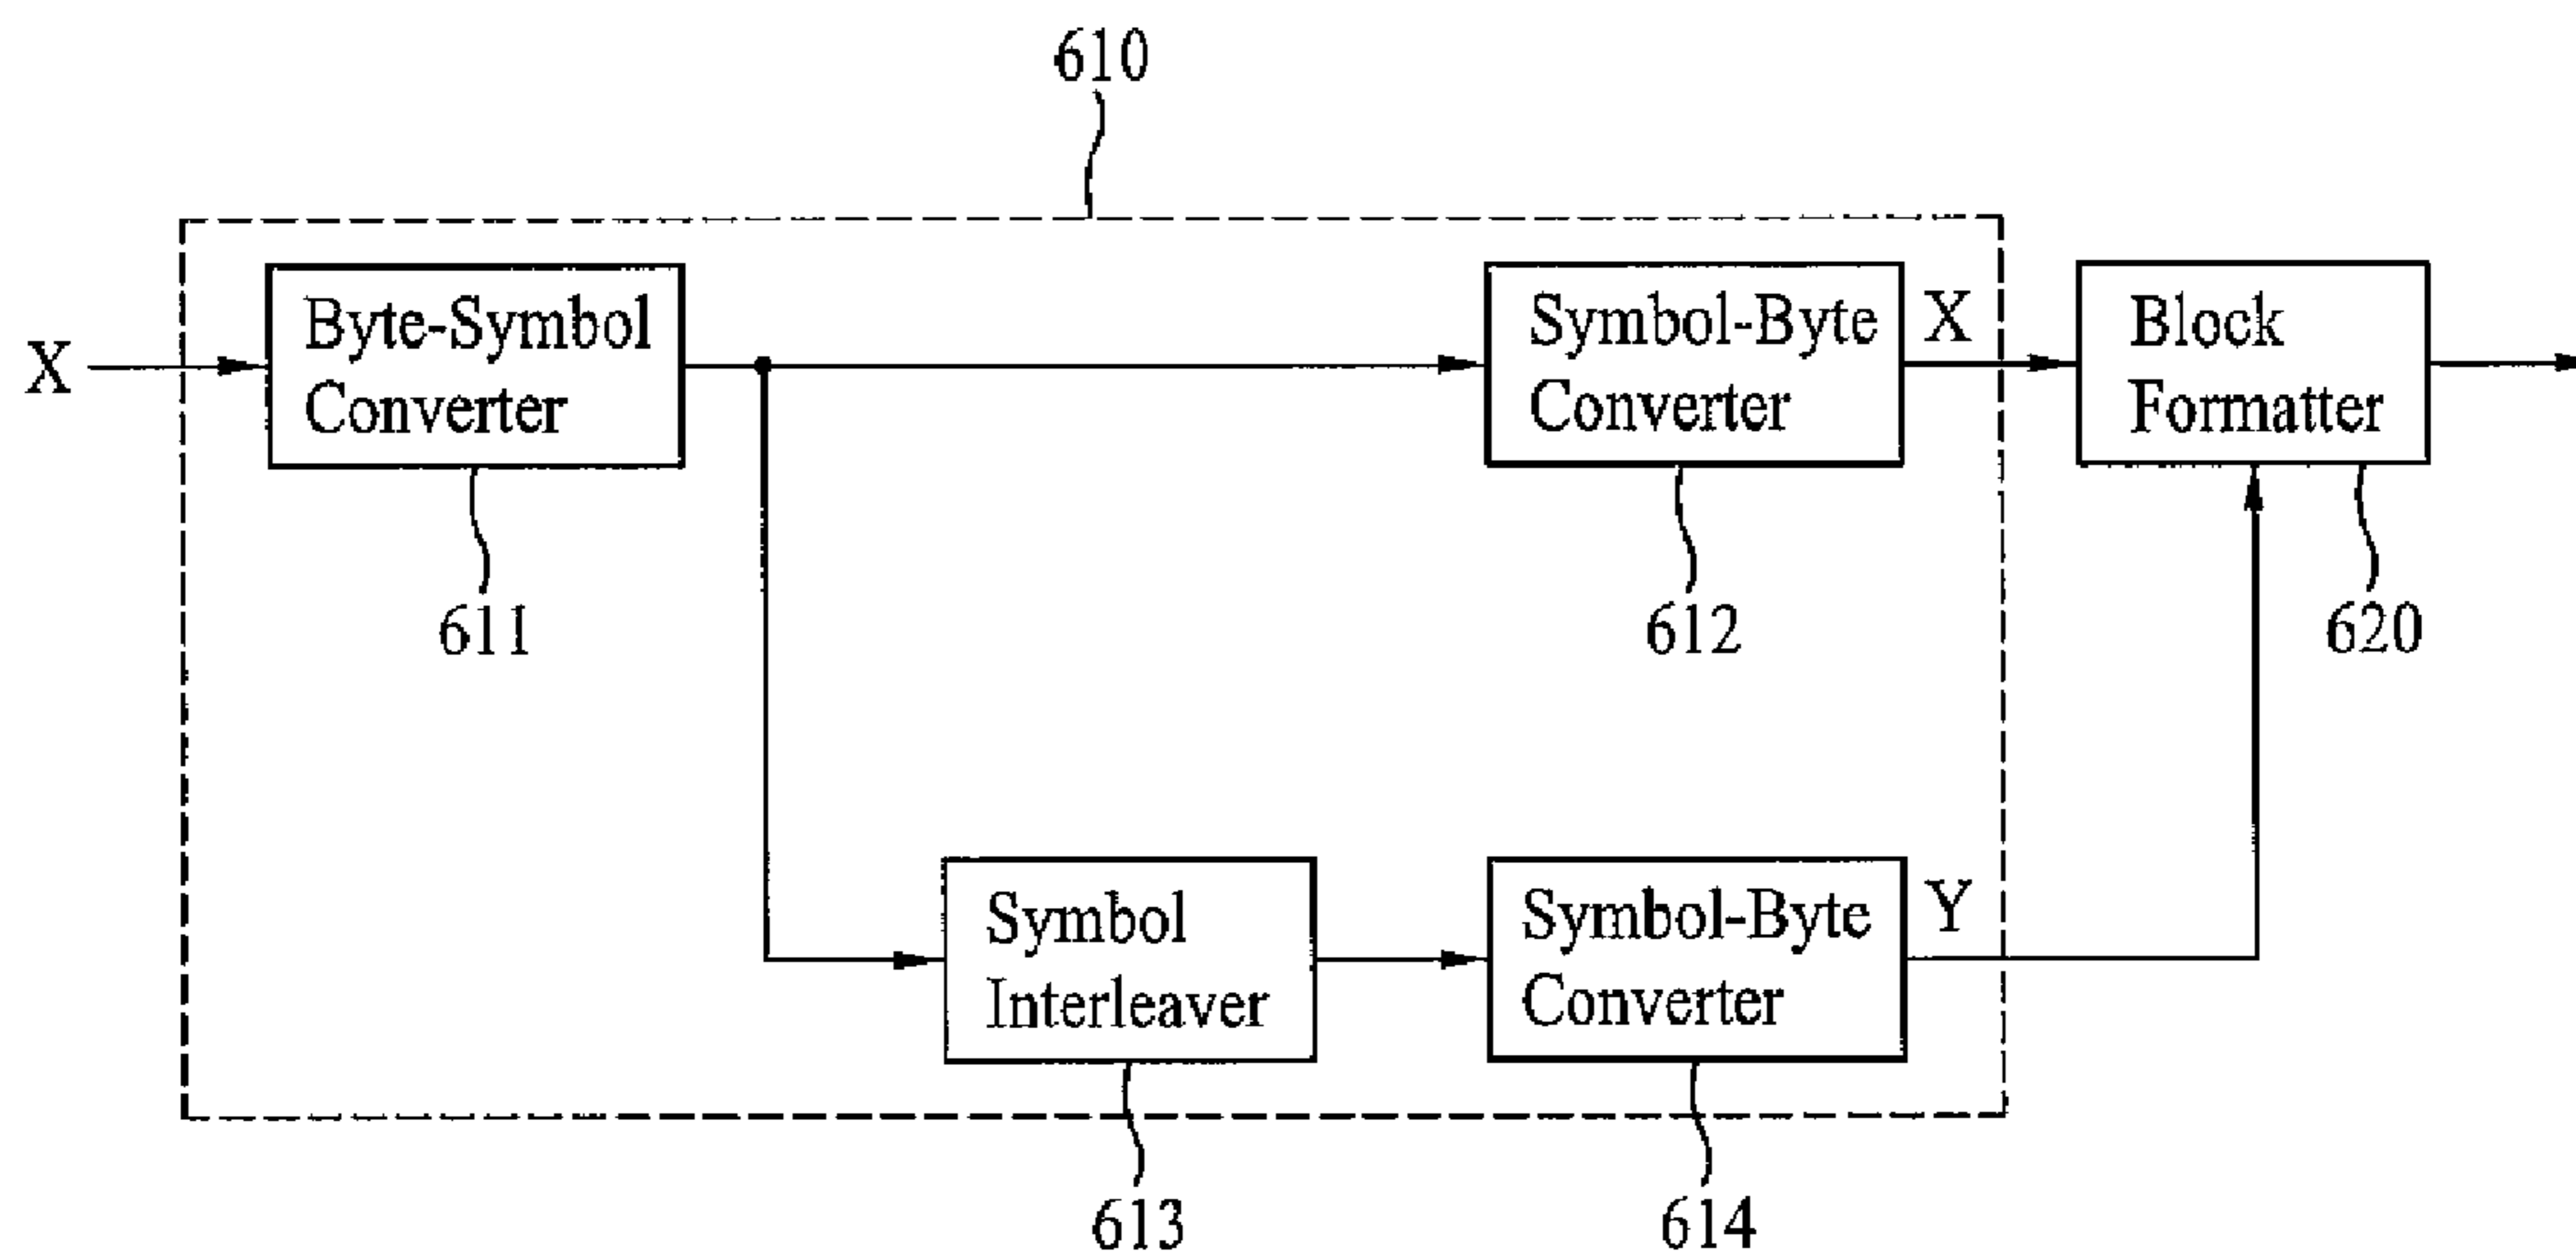 610
X
Byte-Symbol
Converter
Symbol-Byte
Converter
X
Block
Formatter
611
612
620
Symbol
Interleaver
Symbol-Byte
Converter
Y
613
614